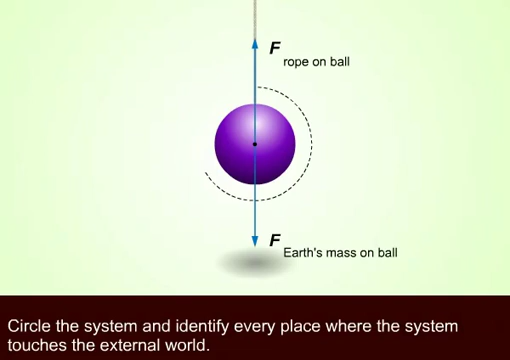 F rope on ball
F Earth's mass on ball
Circle the system and identify every place where the system
touches the external world.